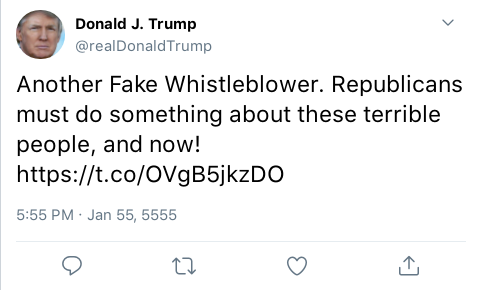 Donald J. Trump
@realDonaldTrump
Another Fake Whistleblower. Republicans
must do something about these terrible
people, and now!
https://t.co/OVgB5jkzDO
5:55 PM · Jan 55, 5555